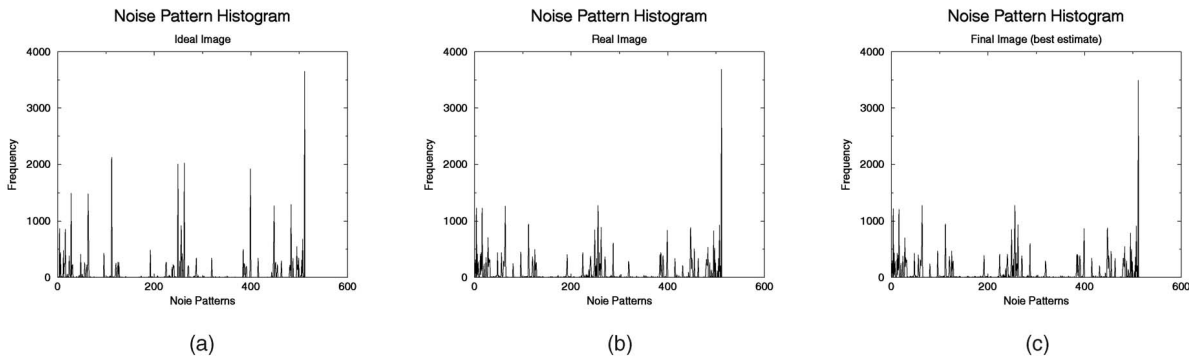 Noise Pattern Histogram
Ideal Image
4000
3000
2000
1000
0
Frequency
0 200 400 600
Noie Patterns
(a)
Noise Pattern Histogram
Real Image
4000
3000
2000
1000
0
Frequency
0 200 400 600
Noie Patterns
(b)
Noise Pattern Histogram
Final Image (best estimate)
4000
3000
2000
1000
0
Frequency
0 200 400 600
Noie Patterns
(c)